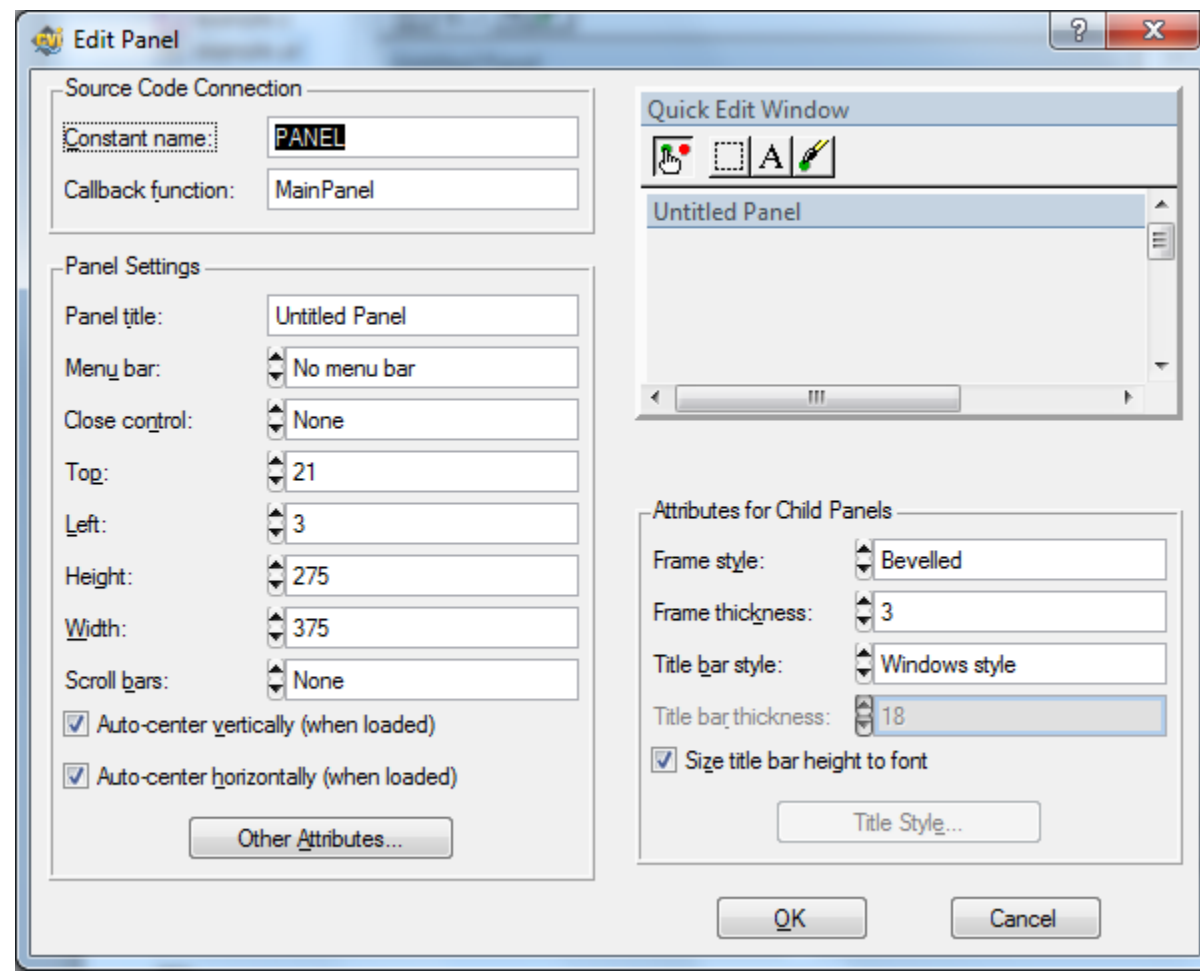 Edit Panel
Source Code Connection
Constant name: PANEL
Callback function: MainPanel
Panel Settings
Panel title: Untitled Panel
Menu bar: No menu bar
Close control: None
Top: 21
Left: 3
Height: 275
Width: 375
Scroll bars: None
Auto-center vertically (when loaded)
Auto-center horizontally (when loaded)
Other Attributes...
Quick Edit Window
A
Untitled Panel
Attributes for Child Panels
Frame style: Bevelled
Frame thickness: 3
Title bar style: Windows style
Title bar thickness: 18
Size title bar height to font
Title Style...
OK Cancel